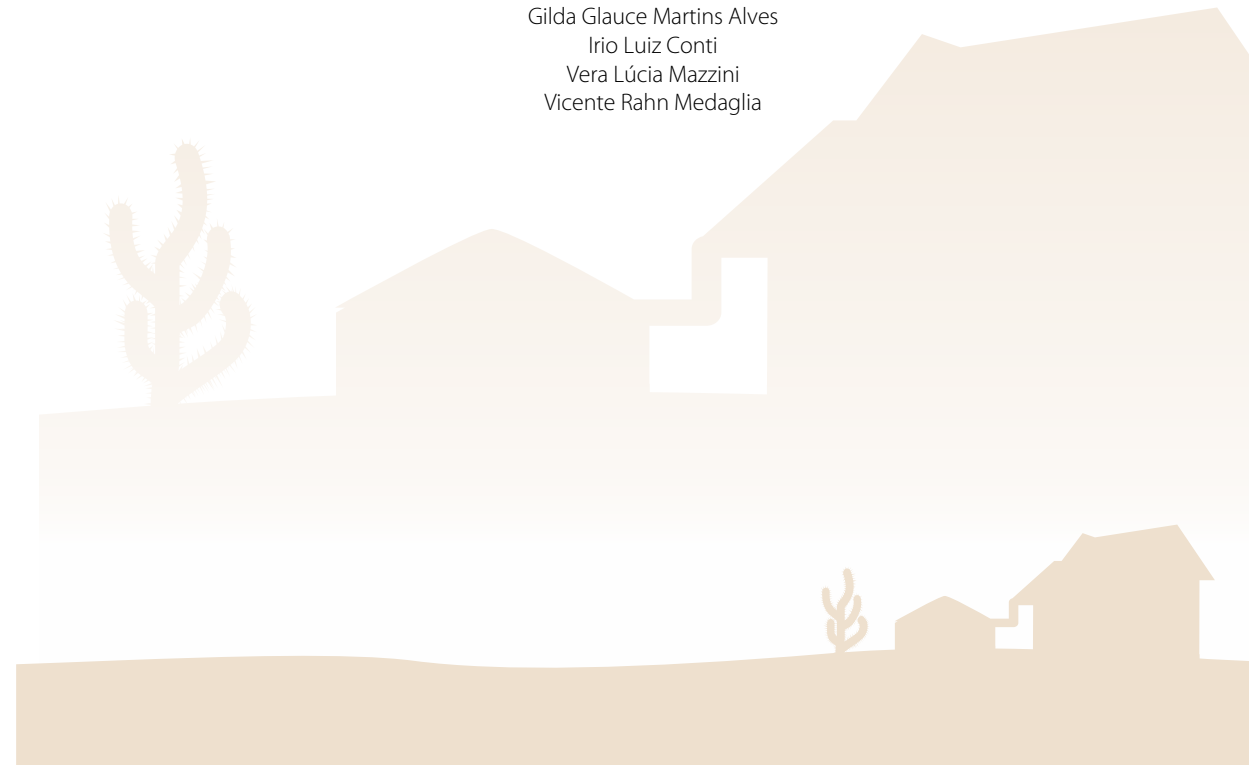 Gilda Glauce Martins Alves
Irio Luiz Conti
Vera Lúcia Mazzini
Vicente Rahn Medaglia